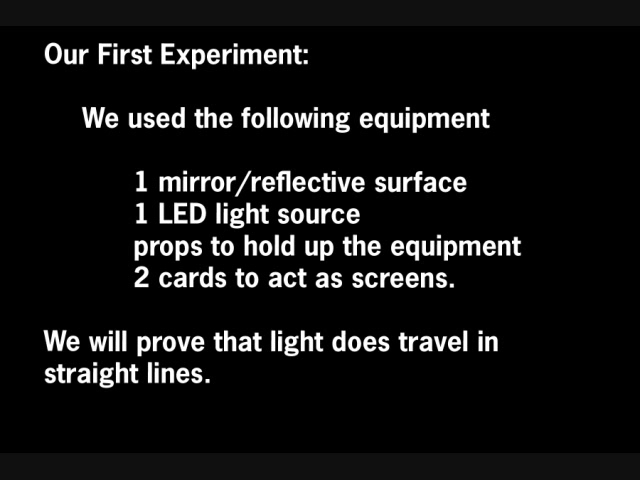 Our First Experiment:
We used the following equipment
1 mirror/reflective surface
1 LED light source
props to hold up the equipment
2 cards to act as screens.
We will prove that light does travel in
straight lines.